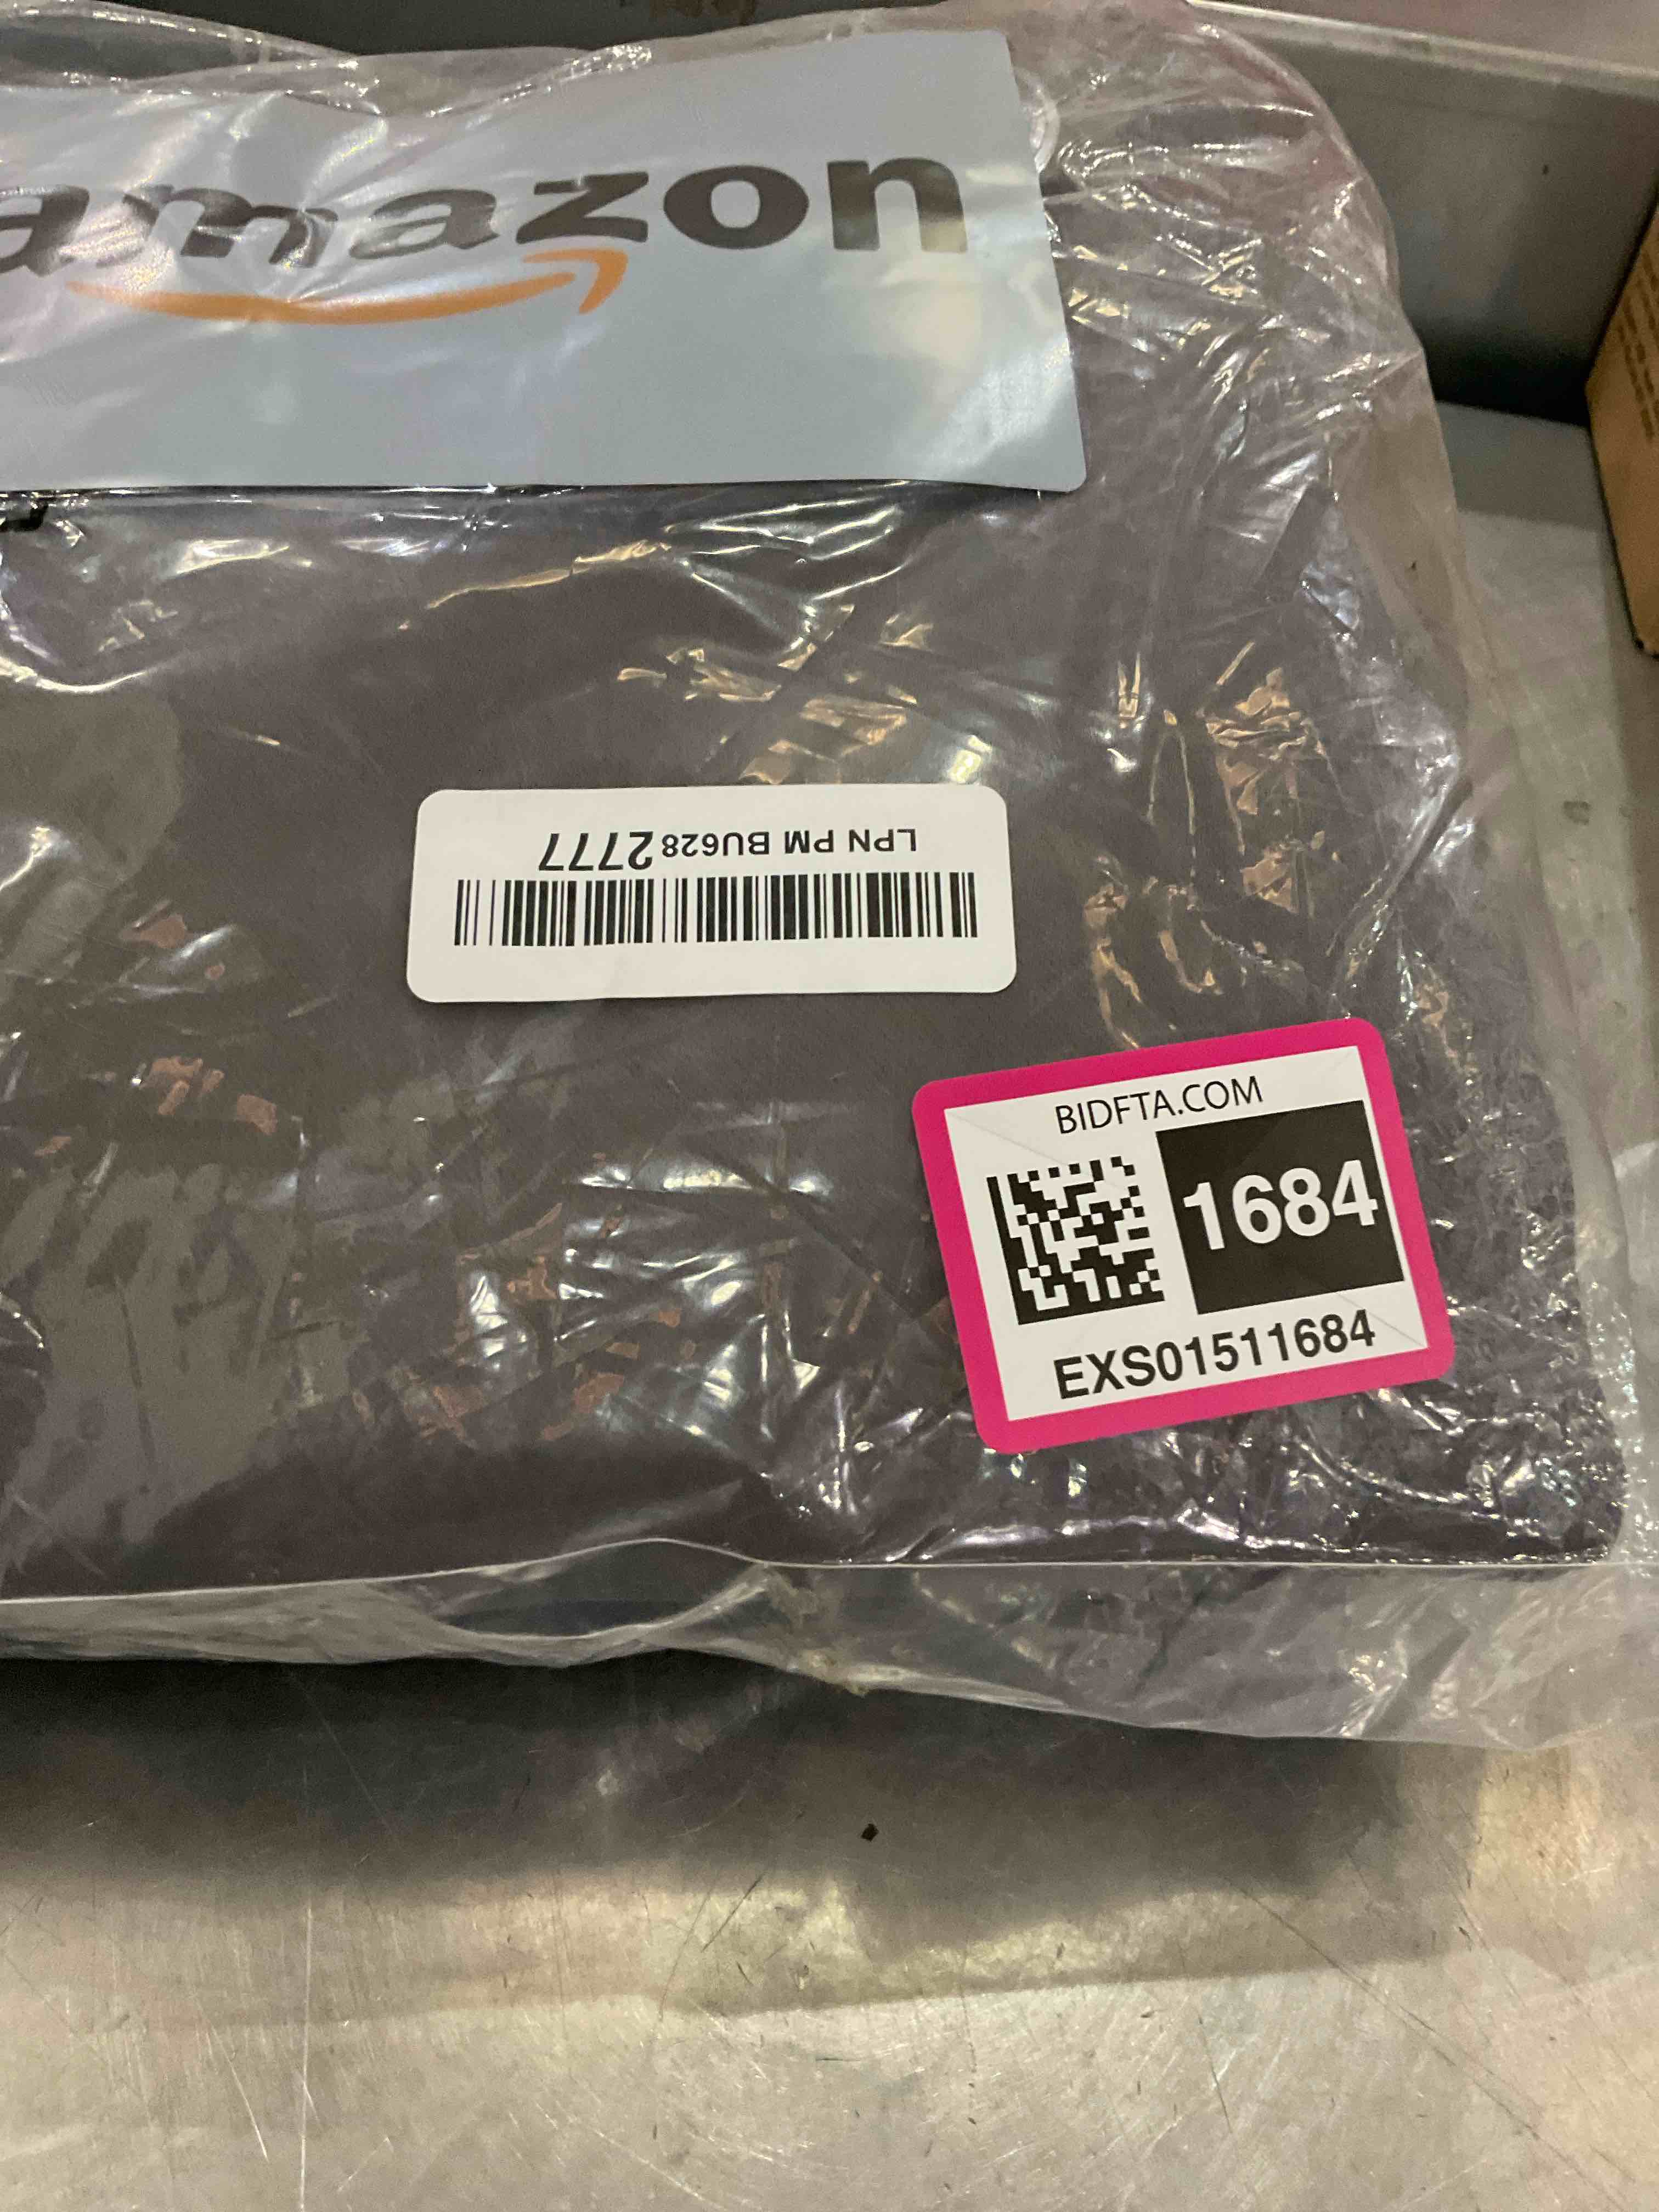 amazon
LPN PM BU6282777
BIDFTA.COM
1684
EXS01511684